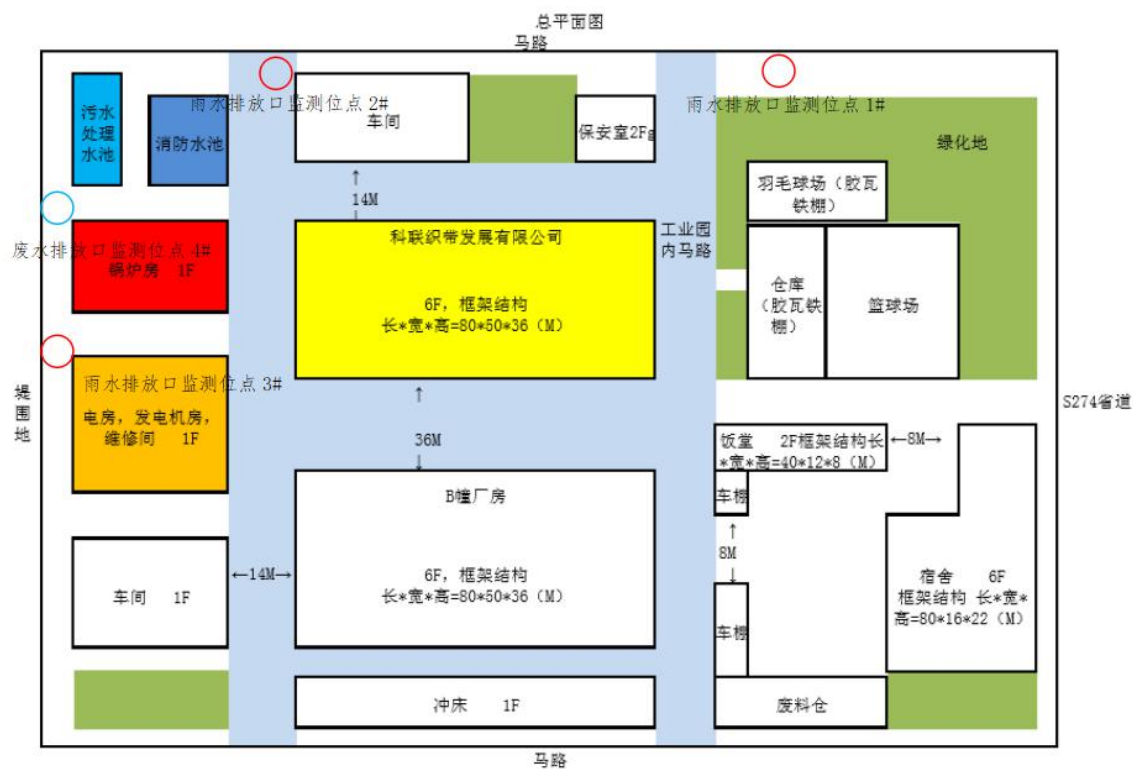 总平面图
马路
雨水排放口监测位点2#
雨水排放口监测位点1#
污水
处理
水池
消防水池
车间
保安室2Fg
绿化地
羽毛球场（胶瓦
铁棚）
↑
14M
↓
废水排放口监测位点4#
锅炉房 1F
科联织带发展有限公司
6F，框架结构
长*宽*高=80*50*36（M）
工业园
内马路
仓库
（胶瓦铁
棚）
篮球场
雨水排放口监测位点3#
电房，发电机房，
维修间 1F
堤
围
地
S274省道
↑
36M
↓
饭堂 2F框架结构长
*宽*高=40*12*8（M）
←8M→
车棚
B幢厂房
6F，框架结构
长*宽*高=80*50*36（M）
↑
8M
↓
车间 1F
←14M→
宿舍 6F
框架结构 长*宽*
高=80*16*22（M）
车棚
冲床 1F
废料仓
马路